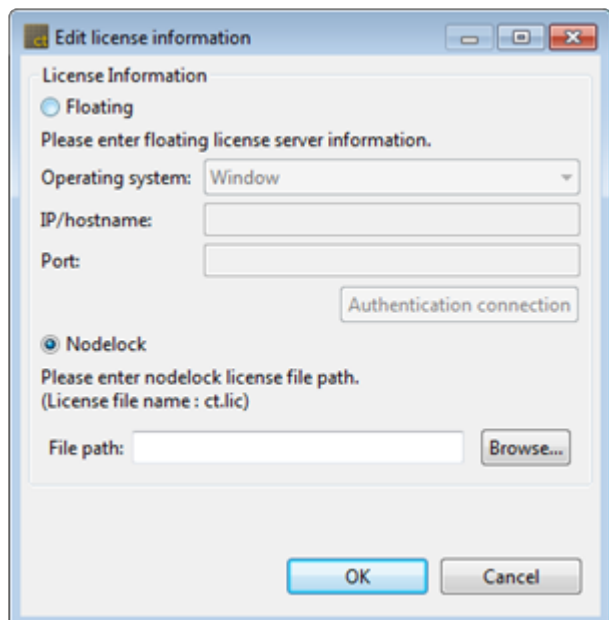 ct Edit license information
License Information
Floating
Please enter floating license server information.
Operating system: Window
IP/hostname:
Port:
Authentication connection
Nodelock
Please enter nodelock license file path.
(License file name : ct.lic)
File path: Browse...
OK Cancel